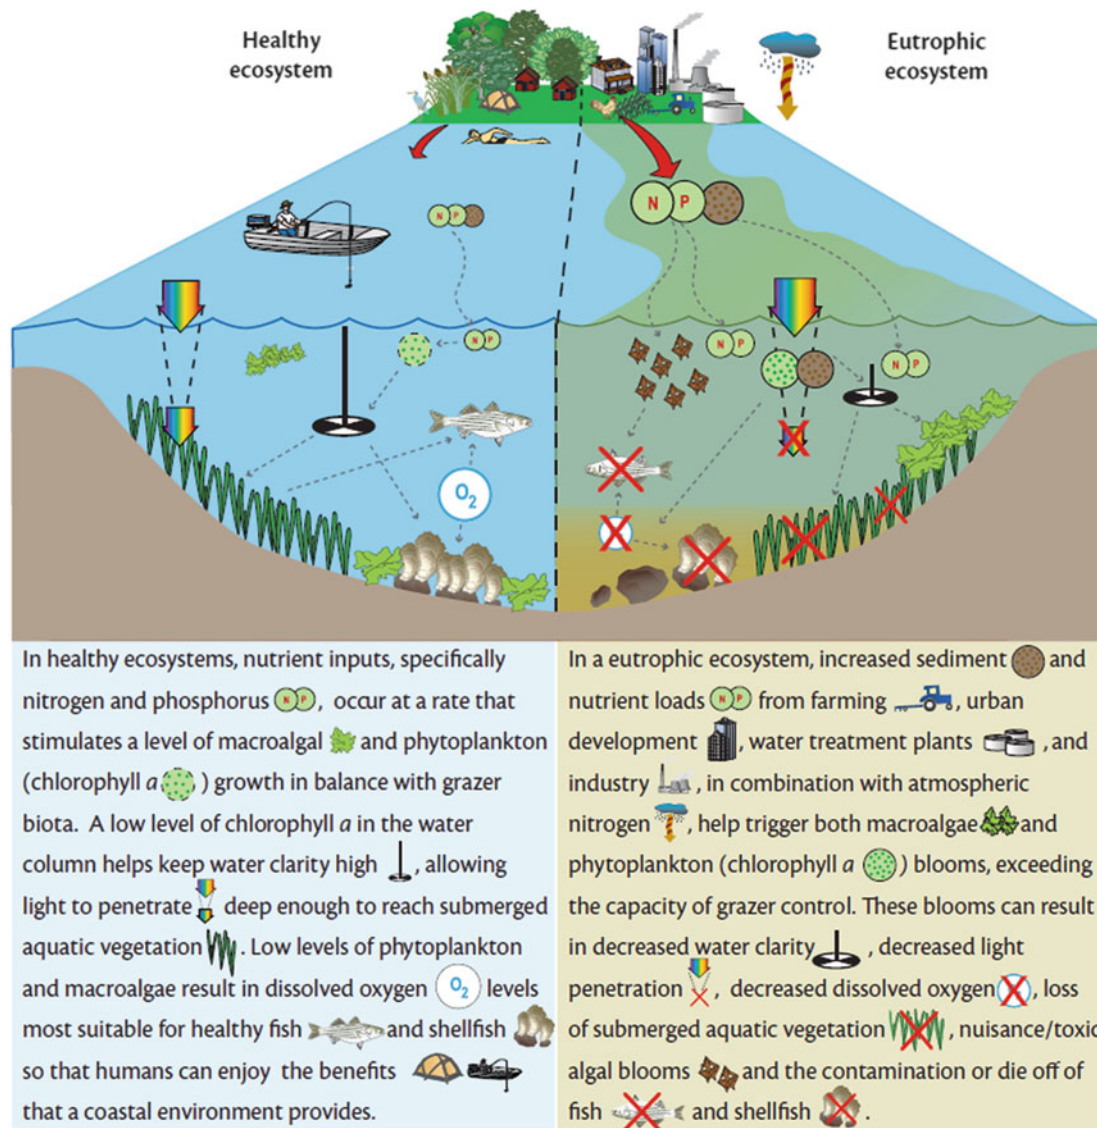 Healthy
ecosystem
Eutrophic
ecosystem
N P
N P
N P
N P
N P
O2
In healthy ecosystems, nutrient inputs, specifically
nitrogen and phosphorus N P , occur at a rate that
stimulates a level of macroalgal and phytoplankton
(chlorophyll a ) growth in balance with grazer
biota. A low level of chlorophyll a in the water
column helps keep water clarity high , allowing
light to penetrate deep enough to reach submerged
aquatic vegetation . Low levels of phytoplankton
and macroalgae result in dissolved oxygen O2 levels
most suitable for healthy fish and shellfish
so that humans can enjoy the benefits
that a coastal environment provides.
In a eutrophic ecosystem, increased sediment and
nutrient loads N P from farming , urban
development , water treatment plants , and
industry , in combination with atmospheric
nitrogen , help trigger both macroalgae and
phytoplankton (chlorophyll a ) blooms, exceeding
the capacity of grazer control. These blooms can result
in decreased water clarity , decreased light
penetration , decreased dissolved oxygen , loss
of submerged aquatic vegetation , nuisance/toxic
algal blooms and the contamination or die off of
fish and shellfish .